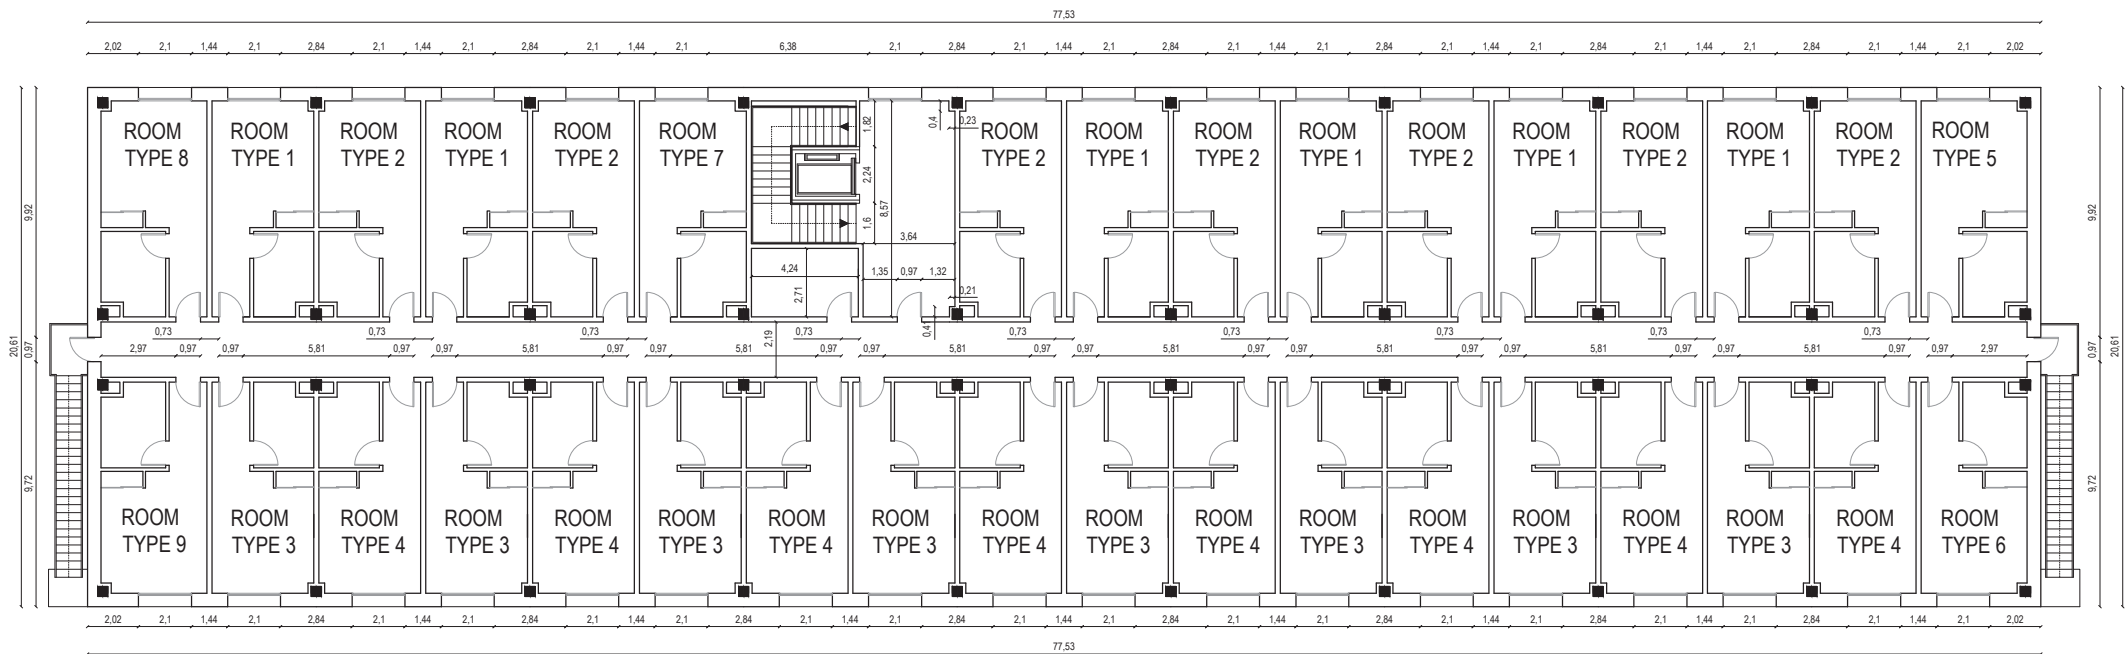 77,53
2,02 2,1 1,44 2,1 2,84 2,1 1,44 2,1 2,84 2,1 1,44 2,1 6,38 2,1 2,84 2,1 1,44 2,1 2,84 2,1 1,44 2,1 2,84 2,1 1,44 2,1 2,84 2,1 1,44 2,1 2,84 2,1 1,44 2,1 2,02
ROOM TYPE 8
ROOM TYPE 1
ROOM TYPE 2
ROOM TYPE 1
ROOM TYPE 2
ROOM TYPE 7
1,82
2,24
1,6
8,57
0,4
0,23
3,64
4,24
2,71
1,35 0,97 1,32
0,21
0,41
ROOM TYPE 2
ROOM TYPE 1
ROOM TYPE 2
ROOM TYPE 1
ROOM TYPE 2
ROOM TYPE 1
ROOM TYPE 2
ROOM TYPE 1
ROOM TYPE 2
ROOM TYPE 5
20,61
9,92
0,97
9,72
0,73 0,73 0,73 0,73 0,73 0,73 0,73 0,73 0,73
2,19
2,97 0,97 0,97 5,81 0,97 0,97 5,81 0,97 0,97 5,81 0,97 0,97 5,81 0,97 0,97 5,81 0,97 0,97 5,81 0,97 0,97 5,81 0,97 0,97 5,81 0,97 0,97 2,97
9,92
0,97
9,72
20,61
ROOM TYPE 9
ROOM TYPE 3
ROOM TYPE 4
ROOM TYPE 3
ROOM TYPE 4
ROOM TYPE 3
ROOM TYPE 4
ROOM TYPE 3
ROOM TYPE 4
ROOM TYPE 3
ROOM TYPE 4
ROOM TYPE 3
ROOM TYPE 4
ROOM TYPE 3
ROOM TYPE 4
ROOM TYPE 3
ROOM TYPE 4
ROOM TYPE 6
2,02 2,1 1,44 2,1 2,84 2,1 1,44 2,1 2,84 2,1 1,44 2,1 2,84 2,1 1,44 2,1 2,84 2,1 1,44 2,1 2,84 2,1 1,44 2,1 2,84 2,1 1,44 2,1 2,84 2,1 1,44 2,1 2,84 2,1 1,44 2,1 2,02
77,53